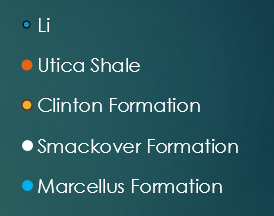 Li
Utica Shale
Clinton Formation
Smackover Formation
Marcellus Formation